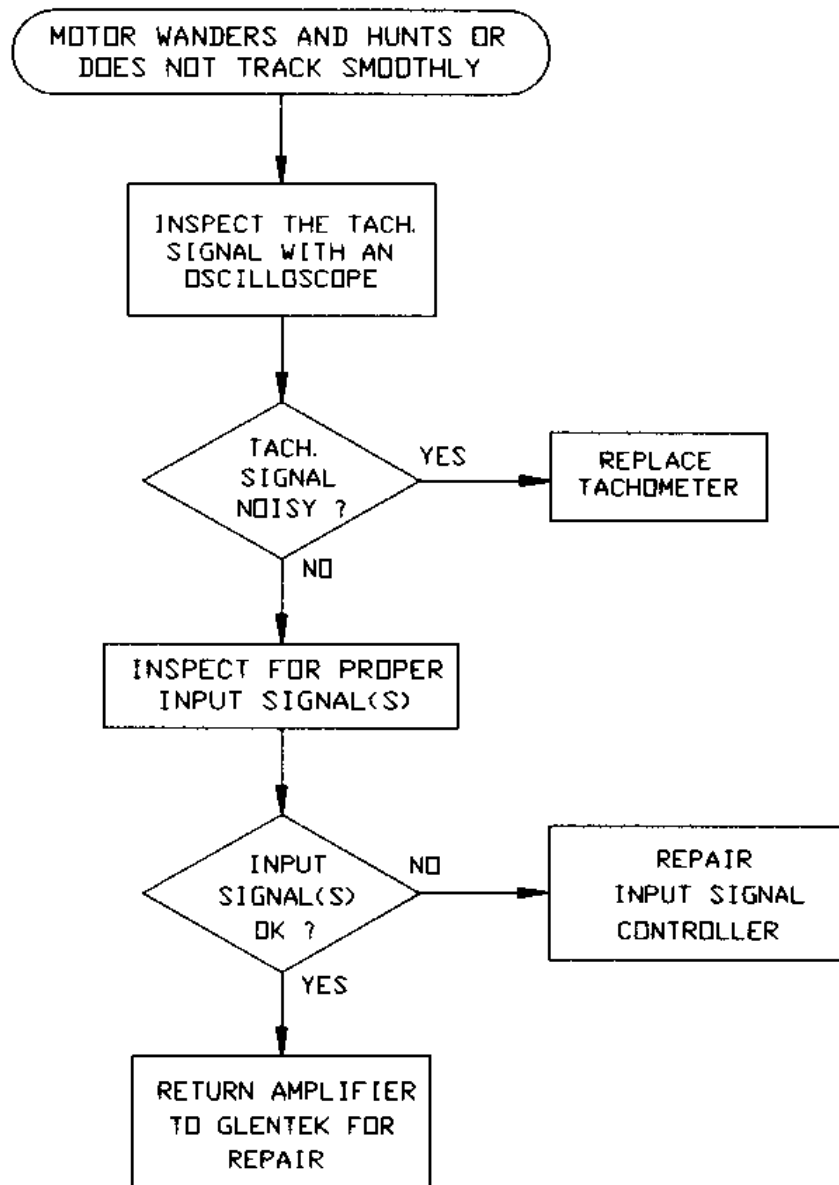 MOTOR WANDERS AND HUNTS OR
DOES NOT TRACK SMOOTHLY
INSPECT THE TACH.
SIGNAL WITH AN
OSCILLOSCOPE
TACH.
SIGNAL
NOISY ?
YES
REPLACE
TACHOMETER
NO
INSPECT FOR PROPER
INPUT SIGNAL(S)
INPUT
SIGNAL(S)
OK ?
NO
REPAIR
INPUT SIGNAL
CONTROLLER
YES
RETURN AMPLIFIER
TO GLENTEK FOR
REPAIR